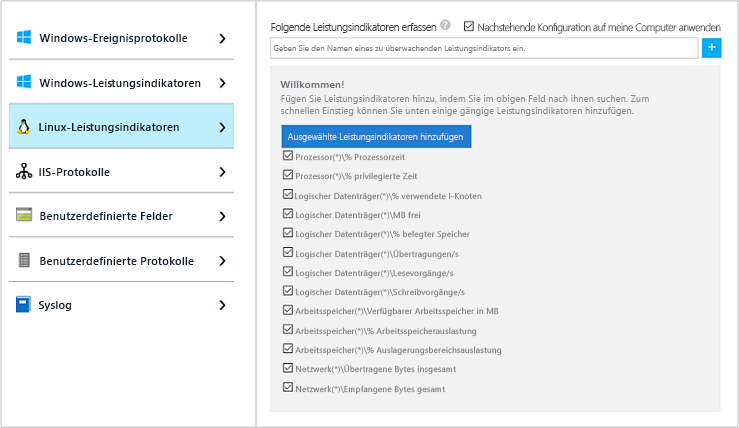 Windows-Ereignisprotokolle
Windows-Leistungsindikatoren
Linux-Leistungsindikatoren
IIS-Protokolle
Benutzerdefinierte Felder
Benutzerdefinierte Protokolle
Syslog
Folgende Leistungsindikatoren erfassen ? Nachstehende Konfiguration auf meine Computer anwenden
Geben Sie den Namen eines zu überwachenden Leistungsindikators ein. +
Willkommen!
Fügen Sie Leistungsindikatoren hinzu, indem Sie im obigen Feld nach ihnen suchen. Zum
schnellen Einstieg können Sie unten einige gängige Leistungsindikatoren hinzufügen.
Ausgewählte Leistungsindikatoren hinzufügen
Prozessor(*)\% Prozessorzeit
Prozessor(*)\% privilegierte Zeit
Logischer Datenträger(*)\% verwendete I-Knoten
Logischer Datenträger(*)\MB frei
Logischer Datenträger(*)\% belegter Speicher
Logischer Datenträger(*)\Übertragungen/s
Logischer Datenträger(*)\Lesevorgänge/s
Logischer Datenträger(*)\Schreibvorgänge/s
Arbeitsspeicher(*)\Verfügbarer Arbeitsspeicher in MB
Arbeitsspeicher(*)\% Arbeitsspeicherauslastung
Arbeitsspeicher(*)\% Auslagerungsbereichsauslastung
Netzwerk(*)\Übertragene Bytes insgesamt
Netzwerk(*)\Empfangene Bytes gesamt